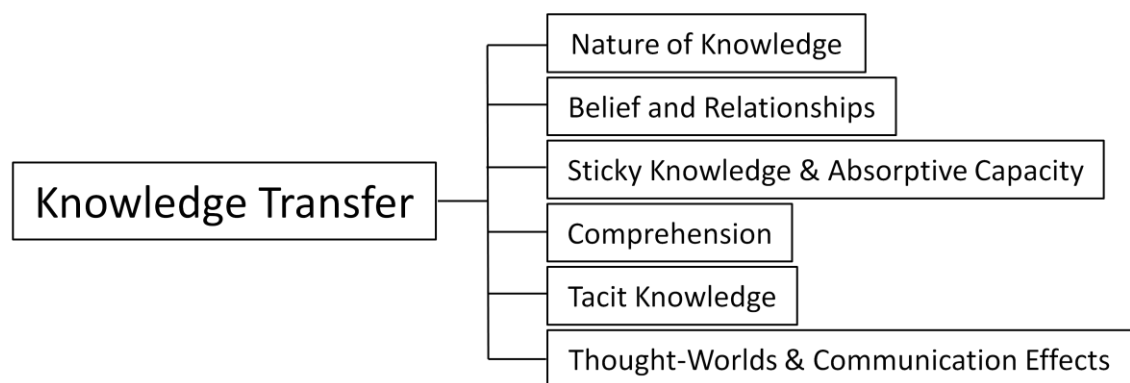 Knowledge Transfer
Nature of Knowledge
Belief and Relationships
Sticky Knowledge & Absorptive Capacity
Comprehension
Tacit Knowledge
Thought-Worlds & Communication Effects